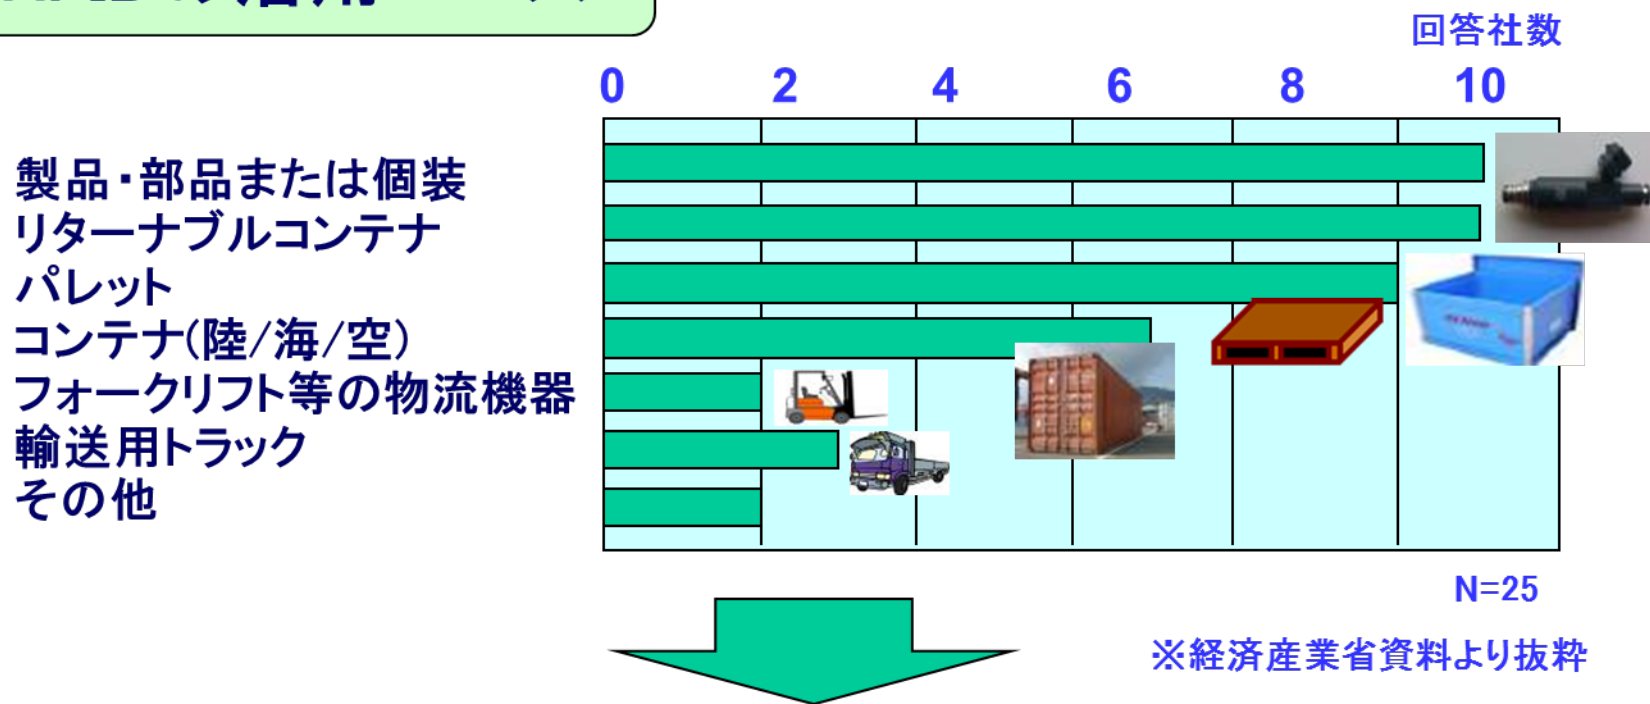 の活用
回答社数
0 2 4 6 8 10
製品・部品または個装
リターナブルコンテナ
パレット
コンテナ(陸/海/空)
フォークリフト等の物流機器
輸送用トラック
その他
N=25
※経済産業省資料より抜粋